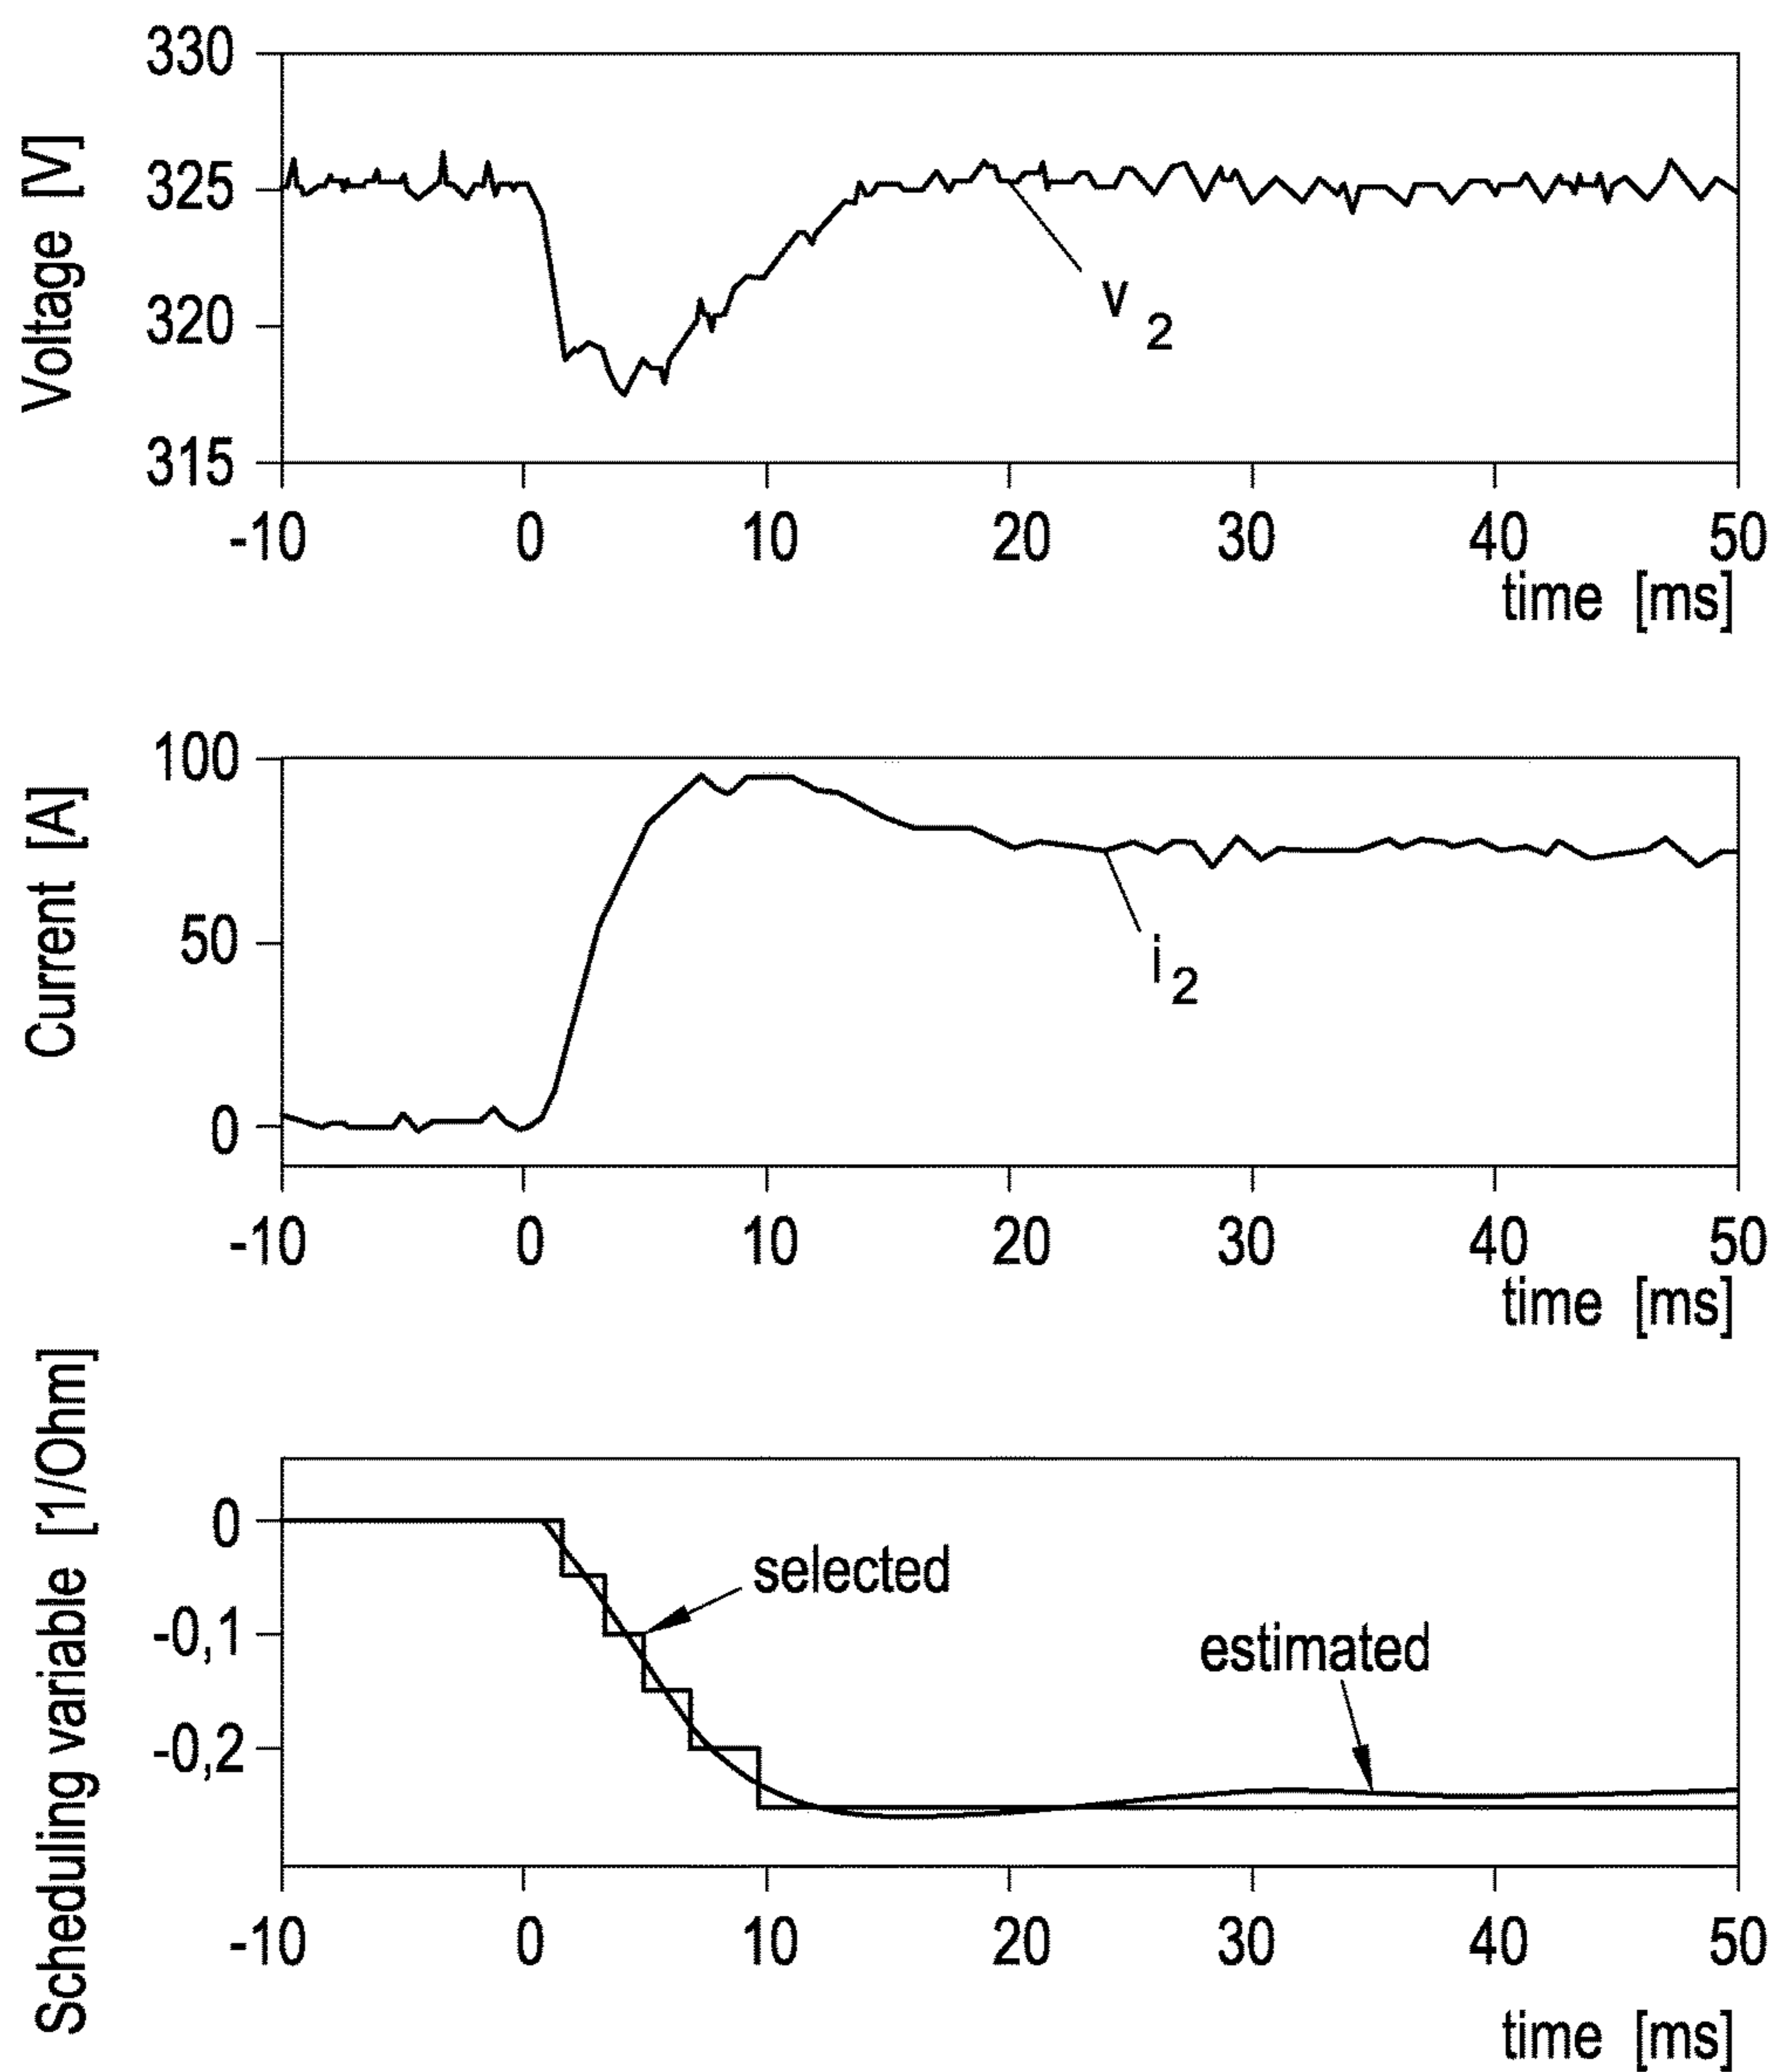 Voltage [V]
330
325
320
315
v 2
-10 0 10 20 30 40 50
time [ms]
Current [A]
100
50
0
i 2
-10 0 10 20 30 40 50
time [ms]
Scheduling variable [1/Ohm]
0
-0,1
-0,2
selected
estimated
-10 0 10 20 30 40 50
time [ms]